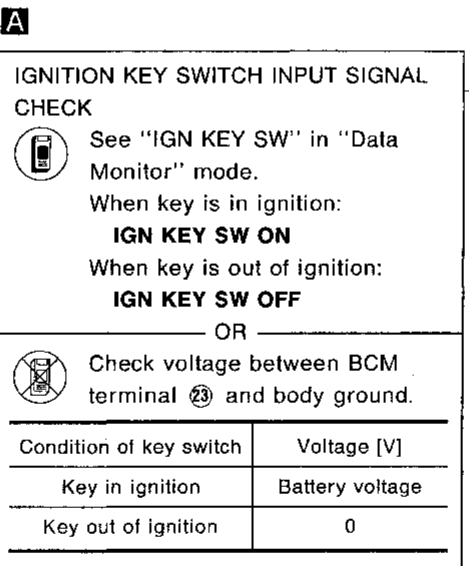 A
IGNITION KEY SWITCH INPUT SIGNAL
CHECK
See "IGN KEY SW" in "Data
Monitor" mode.
When key is in ignition:
IGN KEY SW ON
When key is out of ignition:
IGN KEY SW OFF
OR
Check voltage between BCM
terminal ㉓ and body ground.
Condition of key switch Voltage [V]
Key in ignition Battery voltage
Key out of ignition 0